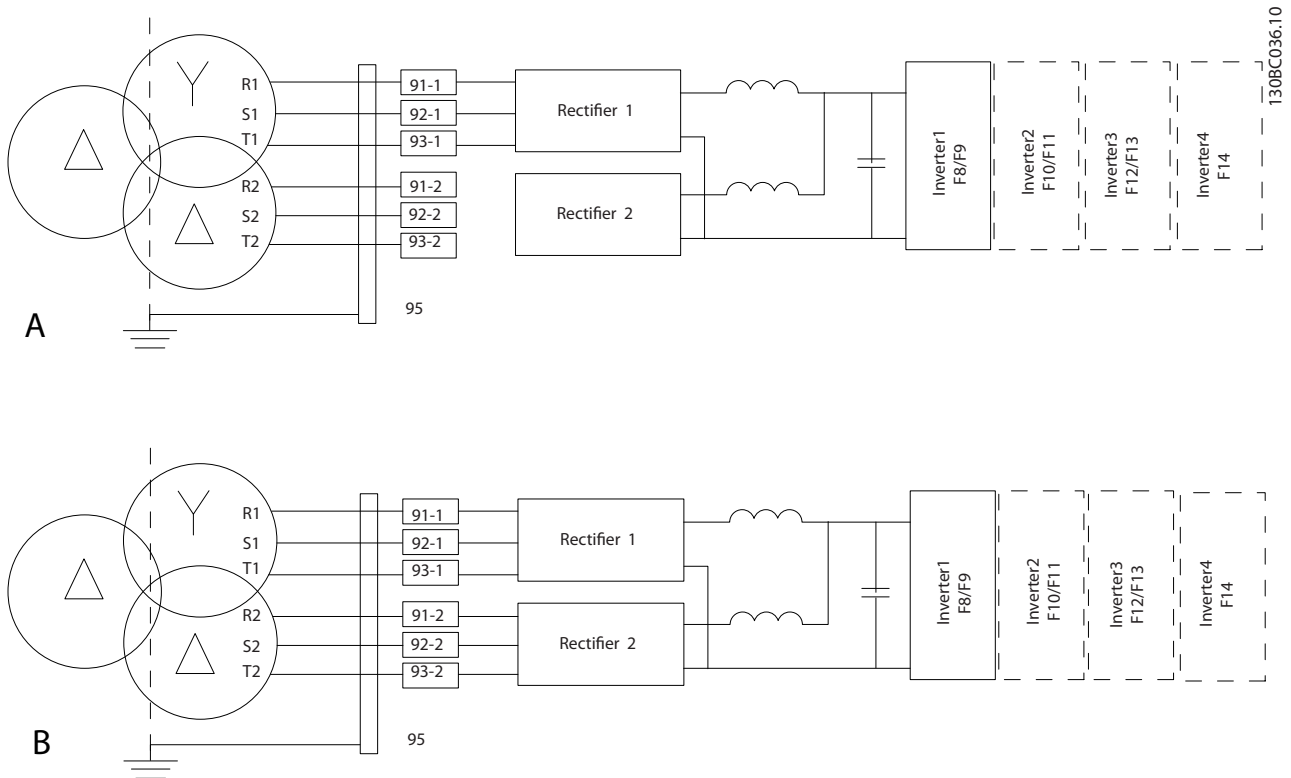 130BC036.10
R1
S1
T1
R2
S2
T2
91-1
92-1
93-1
91-2
92-2
93-2
95
Rectifier 1
Rectifier 2
Inverter1
F8/F9
Inverter2
F10/F11
Inverter3
F12/F13
Inverter4
F14
A
R1
S1
T1
R2
S2
T2
91-1
92-1
93-1
91-2
92-2
93-2
95
Rectifier 1
Rectifier 2
Inverter1
F8/F9
Inverter2
F10/F11
Inverter3
F12/F13
Inverter4
F14
B